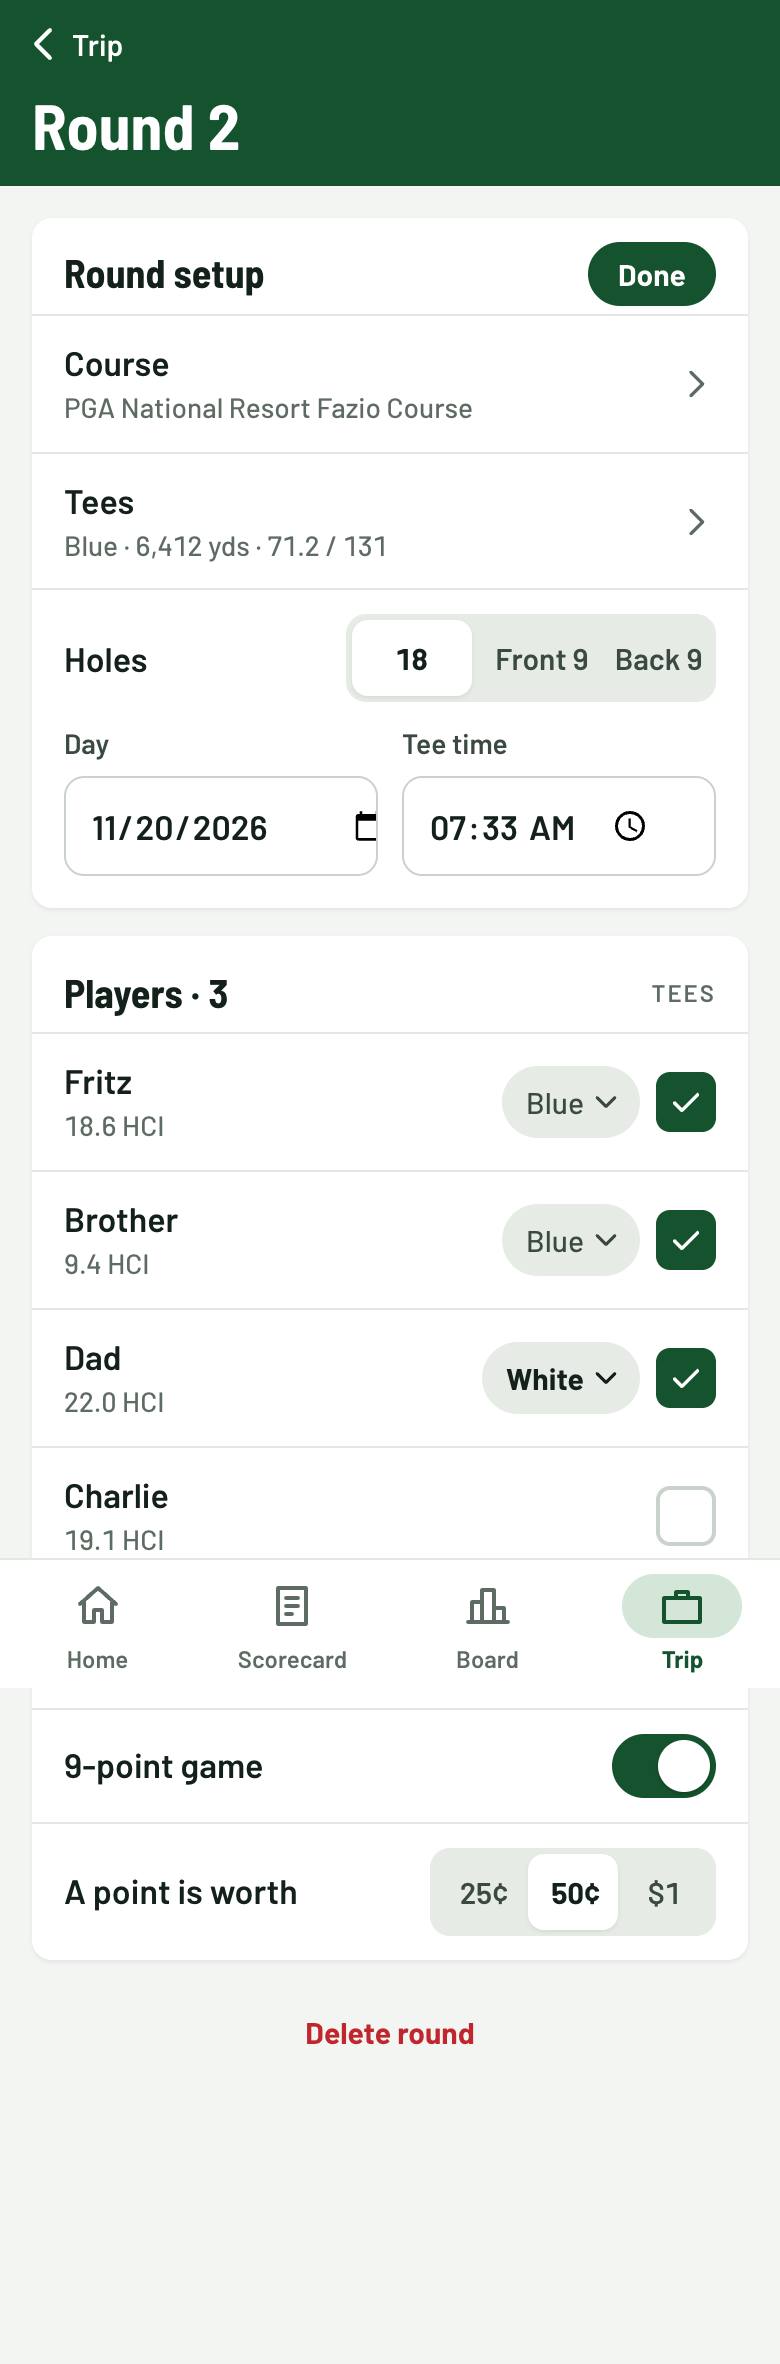 Trip
Round 2
Round setup
Done
Course
PGA National Resort Fazio Course
Tees
Blue · 6,412 yds · 71.2 / 131
Holes
18
Front 9
Back 9
Day
Tee time
11/20/2026
07:33 AM
Players · 3
TEES
Fritz
18.6 HCI
Blue
Brother
9.4 HCI
Blue
Dad
22.0 HCI
White
Charlie
19.1 HCI
Home
Scorecard
Board
Trip
9-point game
A point is worth
25¢
50¢
$1
Delete round